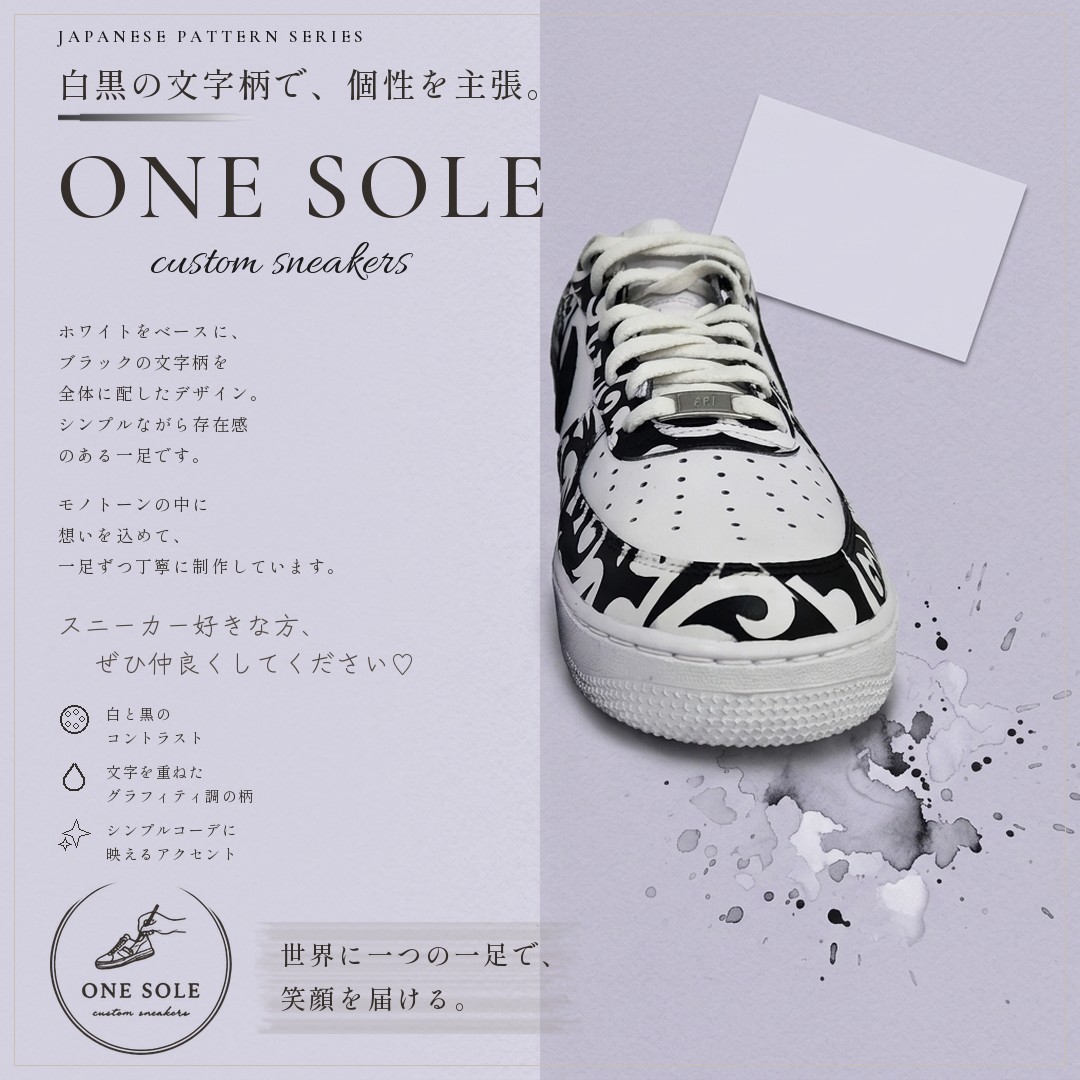 JAPANESE PATTERN SERIES
白黒の文字柄で、個性を主張。
ONE SOLE
custom sneakers
ホワイトをベースに、
ブラックの文字柄を
全体に配したデザイン。
シンプルながら存在感
のある一足です。
モノトーンの中に
想いを込めて、
一足ずつ丁寧に制作しています。
スニーカー好きな方、
ぜひ仲良くしてください♡
白と黒の
コントラスト
文字を重ねた
グラフィティ調の柄
シンプルコーデに
映えるアクセント
ONE SOLE
custom sneakers
世界に一つの一足で、
笑顔を届ける。